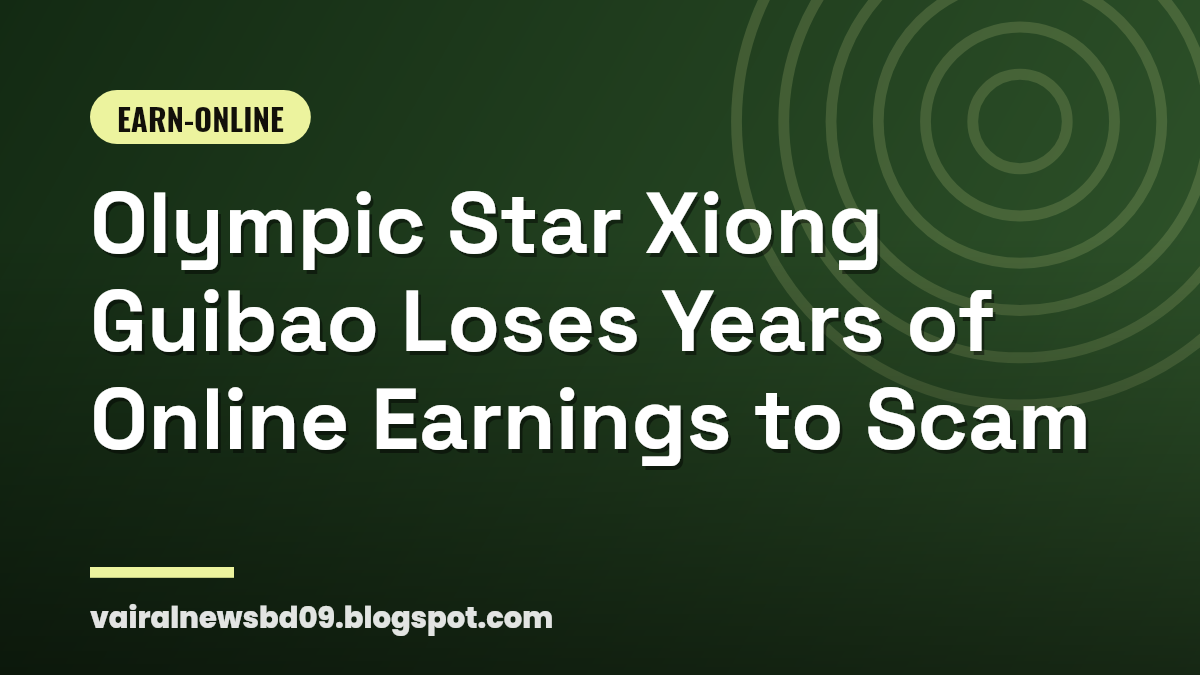 EARN-ONLINE
Olympic Star Xiong
Guibao Loses Years of
Online Earnings to Scam
vairalnewsbd09.blogspot.com